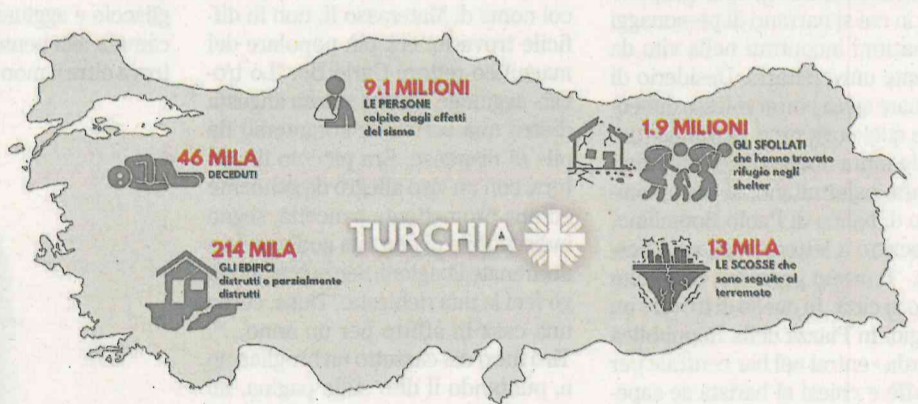 9.1 MILIONI
LE PERSONE
colpite dagli effetti
del sisma
46 MILA
DECEDUTI
1.9 MILIONI
GLI SFOLLATI
che hanno trovato
rifugio negli
shelter
TURCHIA
214 MILA
GLI EDIFICI
distrutti o parzialmente
distrutti
13 MILA
LE SCOSSE che
sono seguite al
terremoto